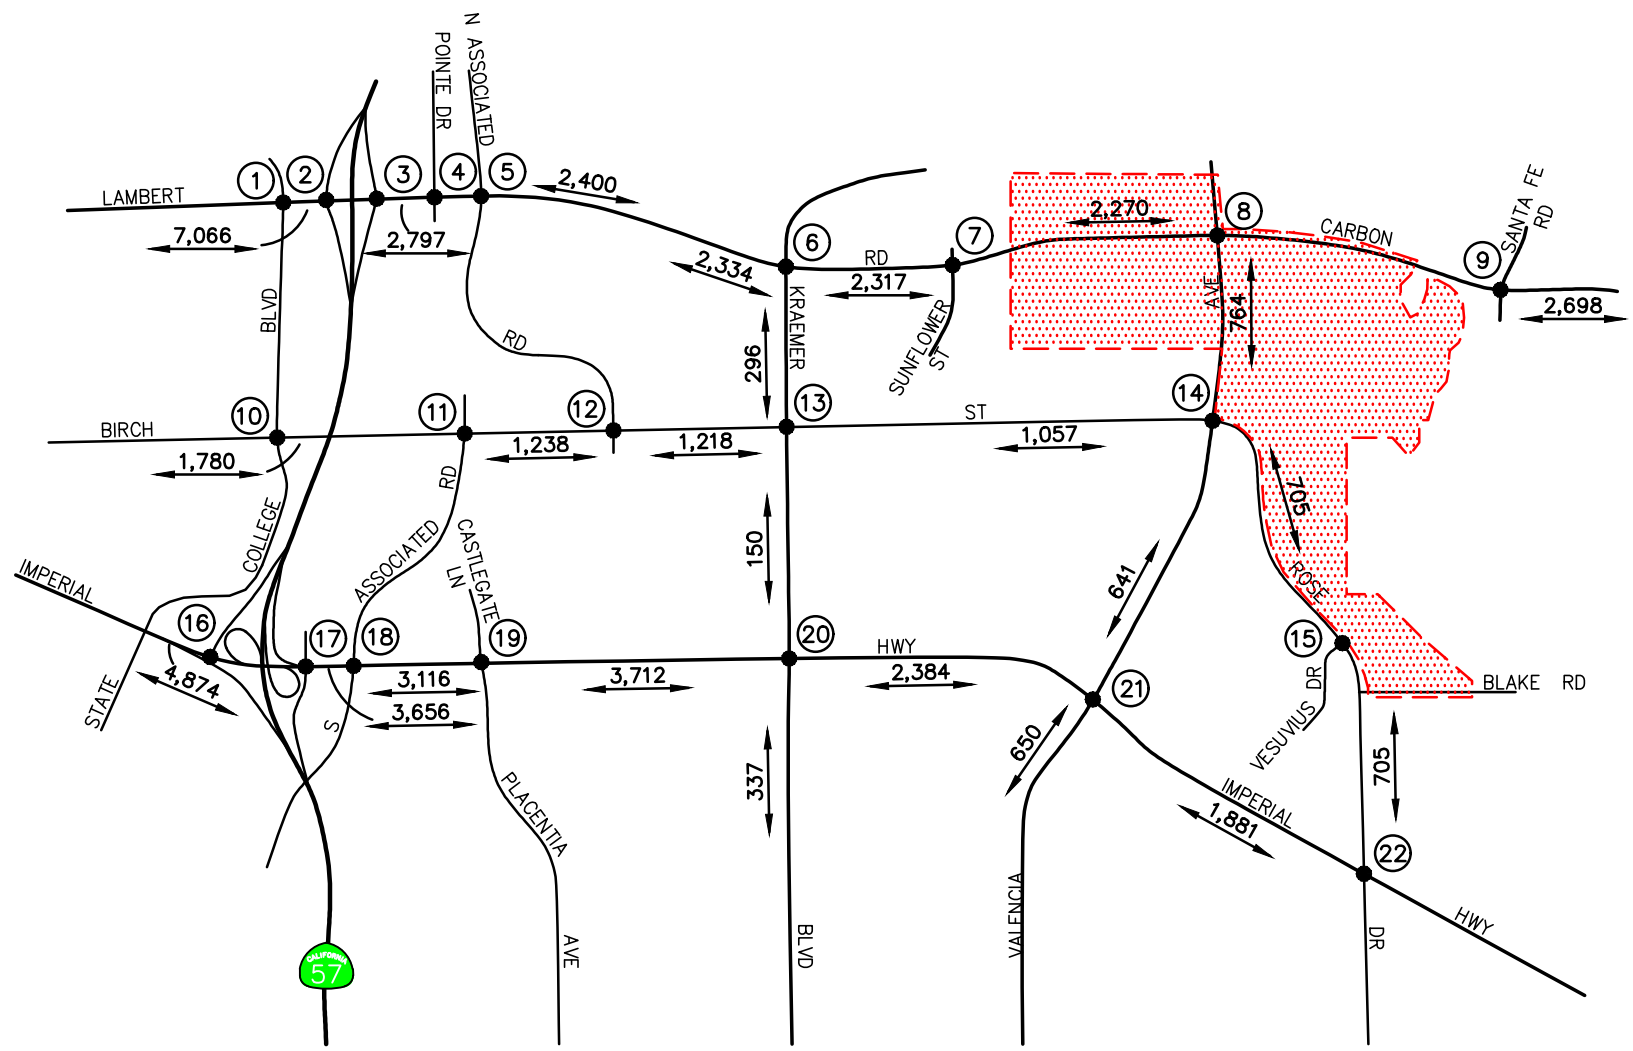 N ASSOCIATED
POINTE DR
LAMBERT
1
2
3
4
5
2,400
7,066
2,797
2,334
6
RD
2,317
7
2,270
8
CARBON
SANTA FE
RD
9
2,698
BLVD
RD
KRAEMER
296
SUNFLOWER
ST
AVE
764
BIRCH
10
11
12
13
ST
14
1,780
1,238
1,218
1,057
COLLEGE
RD
ASSOCIATED
CASTLEGATE
LN
150
641
705
ROSE
IMPERIAL
16
17
18
19
20
HWY
15
STATE
4,874
3,116
3,656
S
3,712
2,384
21
VESUVIUS DR
BLAKE RD
650
705
337
PLACENTIA
IMPERIAL
1,881
22
VALENCIA
HWY
AVE
BLVD
DR
CALIFORNIA
57